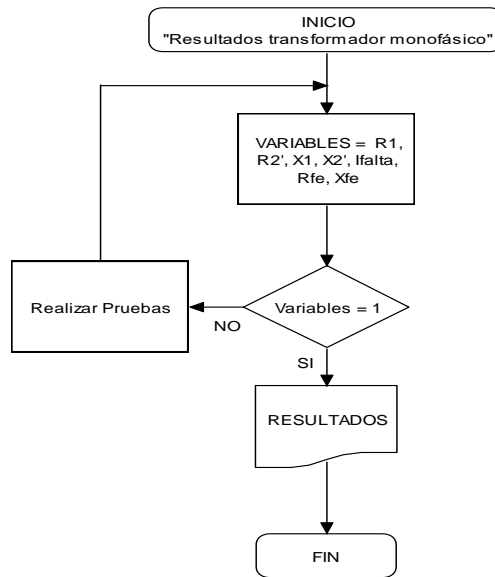 INICIO
"Resultados transformador monofásico"
VARIABLES = R1,
R2', X1, X2', Ifalta,
Rfe, Xfe
Variables = 1
Realizar Pruebas
NO
SI
RESULTADOS
FIN